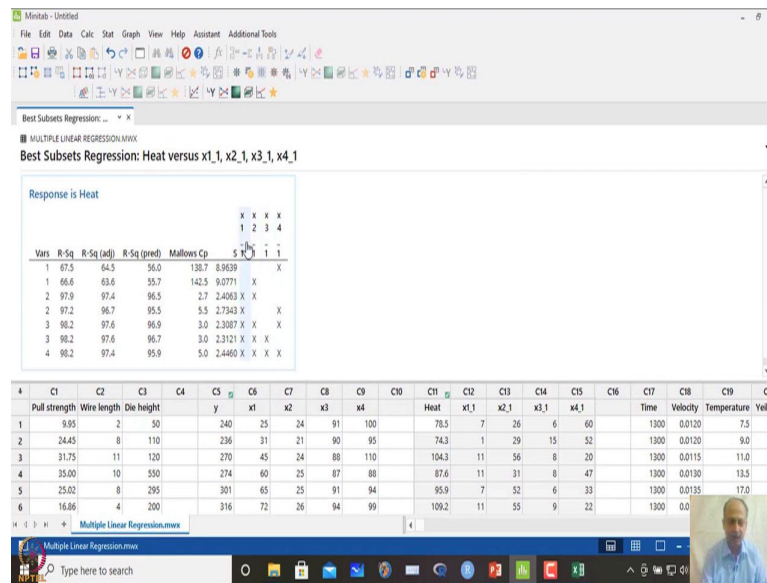 Minitab - Untitled
File Edit Data Calc Stat Graph View Help Assistant Additional Tools
Best Subsets Regression: ...
MULTIPLE LINEAR REGRESSION.MWX
Best Subsets Regression: Heat versus x1_1, x2_1, x3_1, x4_1
Response is Heat
x x x x
1 2 3 4
Vars R-Sq R-Sq (adj) R-Sq (pred) Mallows Cp S 1 1 1 1
1 67.5 64.5 56.0 138.7 8.9639 X
1 66.6 63.6 55.7 142.5 9.0771 X
2 97.9 97.4 96.5 2.7 2.4063 X X
2 97.2 96.7 95.5 5.5 2.7343 X X
3 98.2 97.6 96.9 3.0 2.3087 X X X
3 98.2 97.6 96.7 3.0 2.3121 X X X
4 98.2 97.4 95.9 5.0 2.4460 X X X X
C1 C2 C3 C4 C5 C6 C7 C8 C9 C10 C11 C12 C13 C14 C15 C16 C17 C18 C19
Pull strength Wire length Die height y x1 x2 x3 x4 Heat x1_1 x2_1 x3_1 x4_1 Time Velocity Temperature Yeil
1 9.95 2 50 240 25 24 91 100 78.5 7 26 6 60 1300 0.0120 7.5
2 24.45 8 110 236 31 21 90 95 74.3 1 29 15 52 1300 0.0120 9.0
3 31.75 11 120 270 45 24 88 110 104.3 11 56 8 20 1300 0.0115 11.0
4 35.00 10 550 274 60 25 87 88 87.6 11 31 8 47 1300 0.0130 13.5
5 25.02 8 295 301 65 25 91 94 95.9 7 52 6 33 1300 0.0135 17.0
6 16.86 4 200 316 72 26 94 99 109.2 11 55 9 22 1300
Multiple Linear Regression.mwx
Multiple Linear Regression.mwx
Type here to search
NPTEL